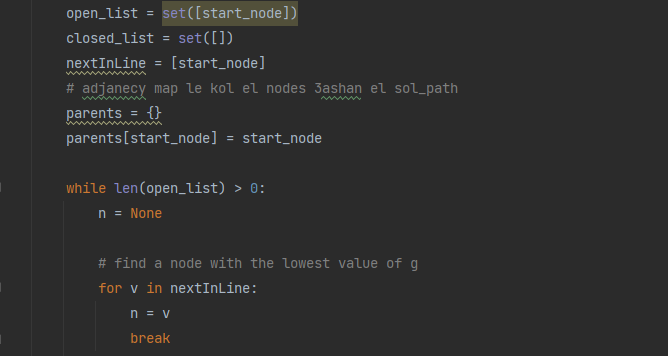 open_list = set([start_node])
closed_list = set([])
nextInLine = [start_node]
# adjanecy map le kol el nodes 3ashan el sol_path
parents = {}
parents[start_node] = start_node
while len(open_list) > 0:
n = None
# find a node with the lowest value of g
for v in nextInLine:
n = v
break